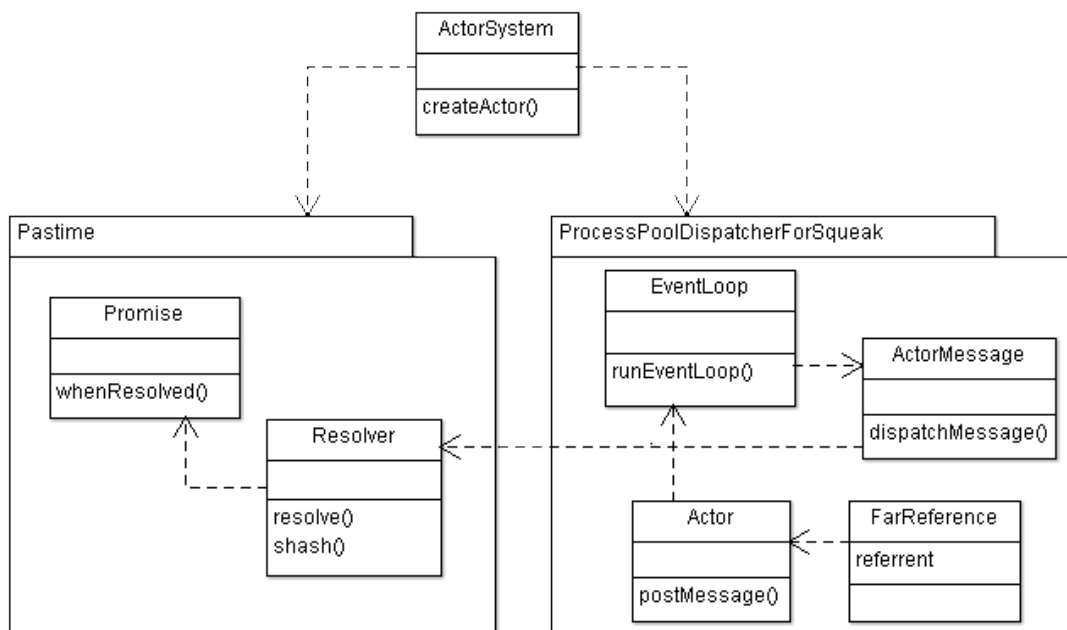 ActorSystem
createActor()
Pastime
ProcessPoolDispatcherForSqueak
Promise
whenResolved()
Resolver
resolve()
shash()
EventLoop
runEventLoop()
ActorMessage
dispatchMessage()
Actor
postMessage()
FarReference
referrent